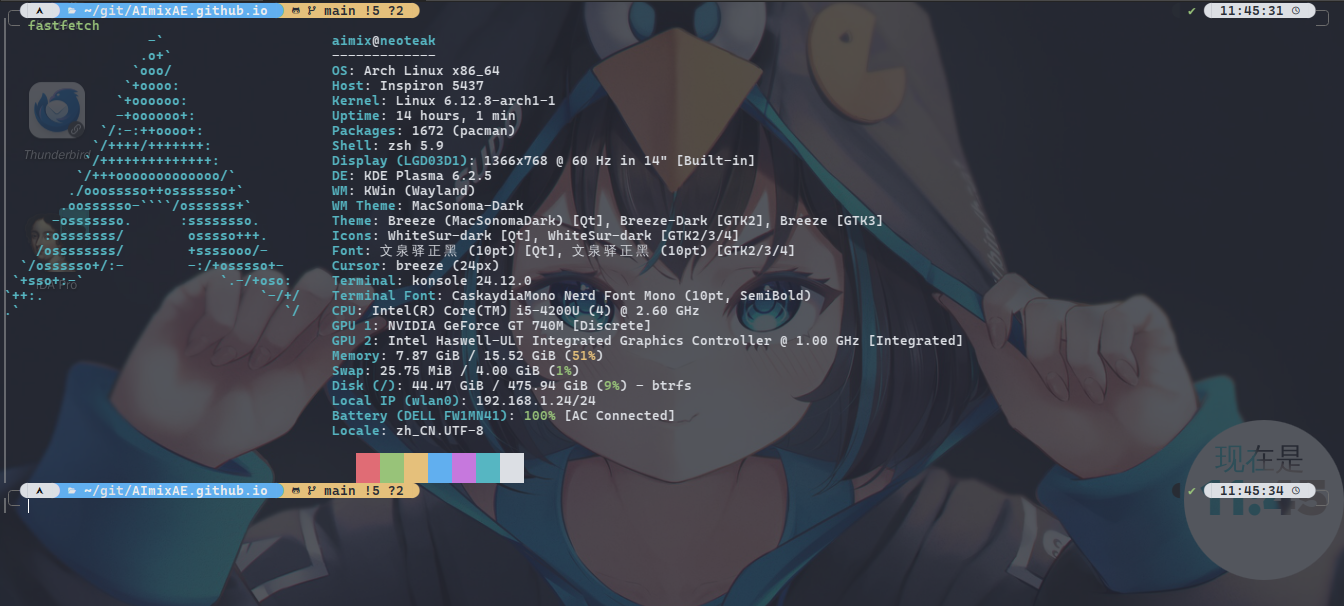 ~/git/AImixAE.github.io main !5 ?2 ✔ 11:45:31
fastfetch
aimix@neoteak
-------------
OS: Arch Linux x86_64
Host: Inspiron 5437
Kernel: Linux 6.12.8-arch1-1
Uptime: 14 hours, 1 min
Packages: 1672 (pacman)
Shell: zsh 5.9
Display (LGD03D1): 1366x768 @ 60 Hz in 14" [Built-in]
DE: KDE Plasma 6.2.5
WM: KWin (Wayland)
WM Theme: MacSonoma-Dark
Theme: Breeze (MacSonomaDark) [Qt], Breeze-Dark [GTK2], Breeze [GTK3]
Icons: WhiteSur-dark [Qt], WhiteSur-dark [GTK2/3/4]
Font: 文泉驿正黑 (10pt) [Qt], 文泉驿正黑 (10pt) [GTK2/3/4]
Cursor: breeze (24px)
Terminal: konsole 24.12.0
Terminal Font: CaskaydiaMono Nerd Font Mono (10pt, SemiBold)
CPU: Intel(R) Core(TM) i5-4200U (4) @ 2.60 GHz
GPU 1: NVIDIA GeForce GT 740M [Discrete]
GPU 2: Intel Haswell-ULT Integrated Graphics Controller @ 1.00 GHz [Integrated]
Memory: 7.87 GiB / 15.52 GiB (51%)
Swap: 25.75 MiB / 4.00 GiB (1%)
Disk (/): 44.47 GiB / 475.94 GiB (9%) - btrfs
Local IP (wlan0): 192.168.1.24/24
Battery (DELL FW1MN41): 100% [AC Connected]
Locale: zh_CN.UTF-8
~/git/AImixAE.github.io main !5 ?2 ✔ 11:45:34
Thunderbird
现在是
11:45